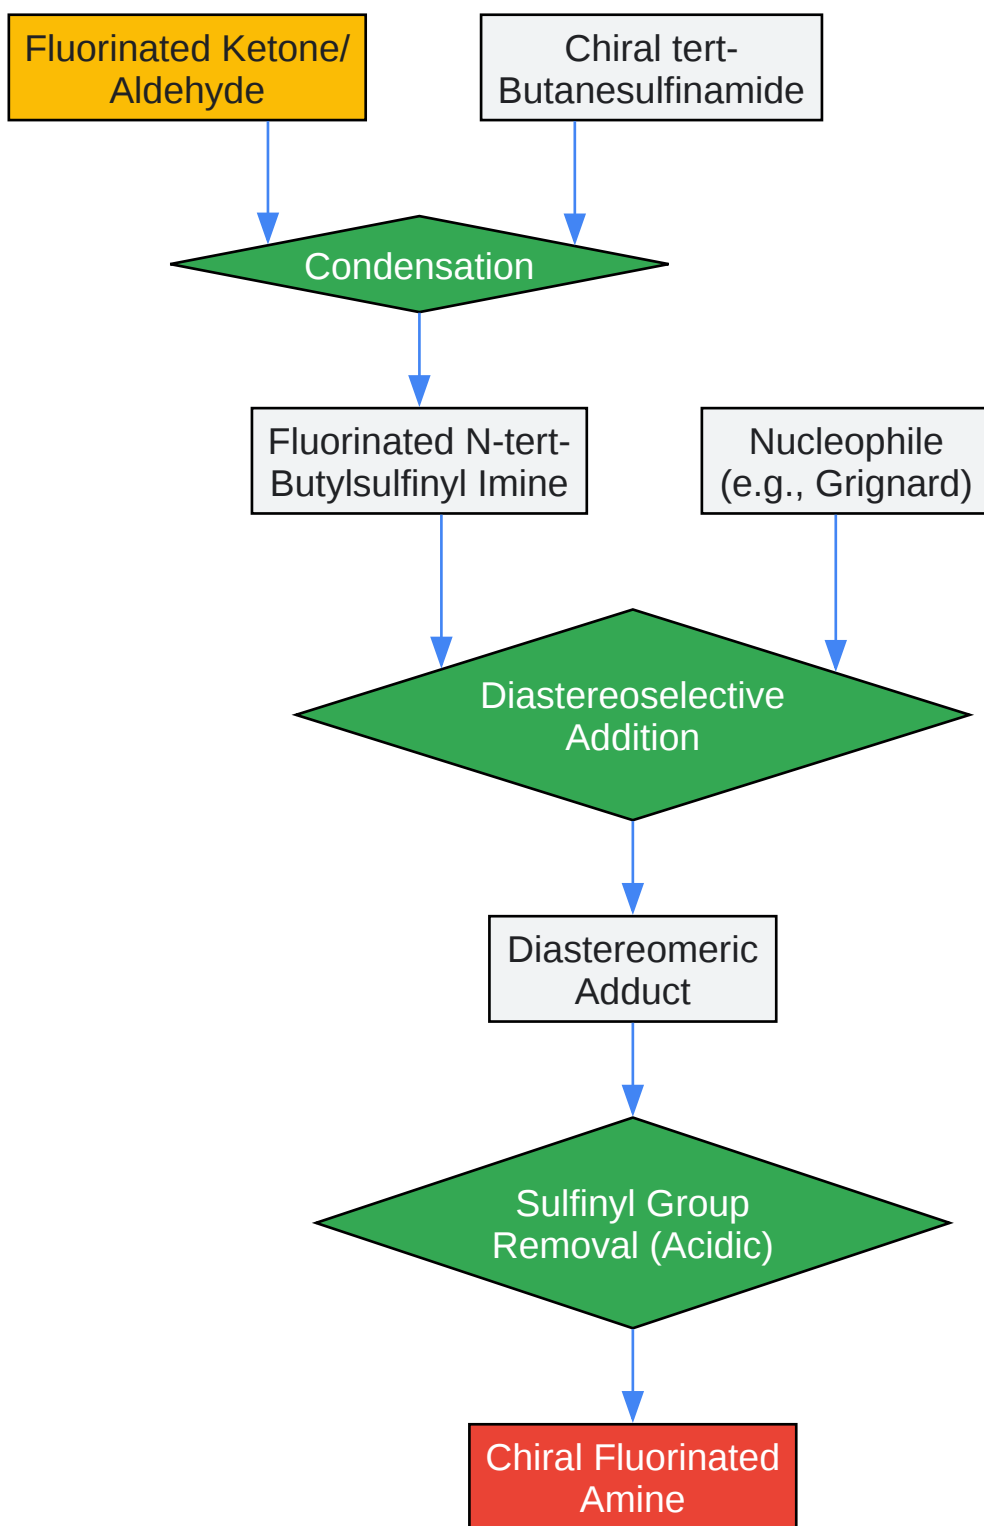 Fluorinated Ketone/
Aldehyde
Chiral tert-
Butanesulfinamide
Condensation
Fluorinated N-tert-
Butylsulfinyl Imine
Nucleophile
(e.g., Grignard)
Diastereoselective
Addition
Diastereomeric
Adduct
Sulfinyl Group
Removal (Acidic)
Chiral Fluorinated
Amine